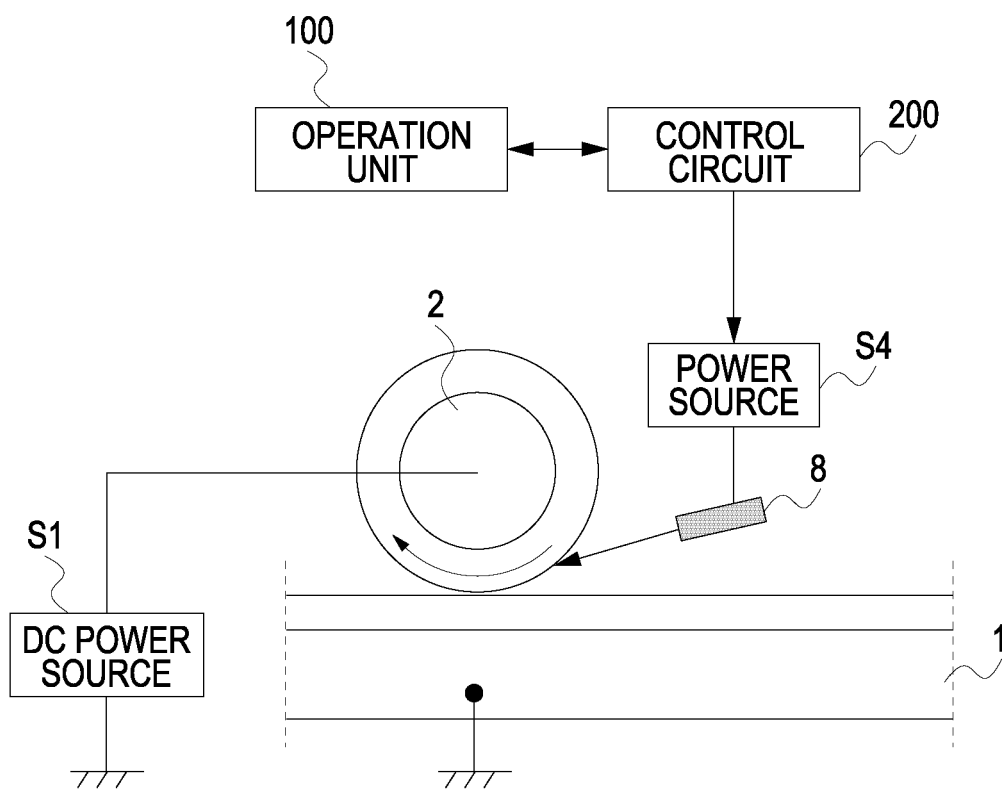 100
OPERATION
UNIT
CONTROL
CIRCUIT
200
2
POWER
SOURCE
S4
8
S1
DC POWER
SOURCE
1